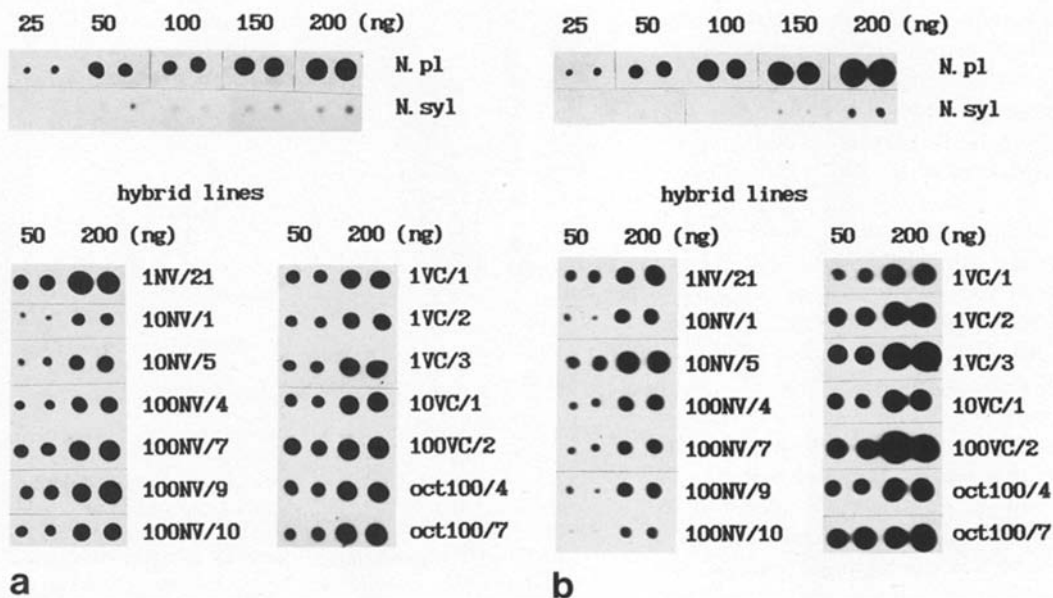 25 50 100 150 200 (ng)
N.pl
N.syl
hybrid lines
50 200 (ng)
50 200 (ng)
1NV/21
10NV/1
10NV/5
100NV/4
100NV/7
100NV/9
100NV/10
1VC/1
1VC/2
1VC/3
10VC/1
100VC/2
oct100/4
oct100/7
a
25 50 100 150 200 (ng)
N.pl
N.syl
hybrid lines
50 200 (ng)
50 200 (ng)
1NV/21
10NV/1
10NV/5
100NV/4
100NV/7
100NV/9
100NV/10
1VC/1
1VC/2
1VC/3
10VC/1
100VC/2
oct100/4
oct100/7
b